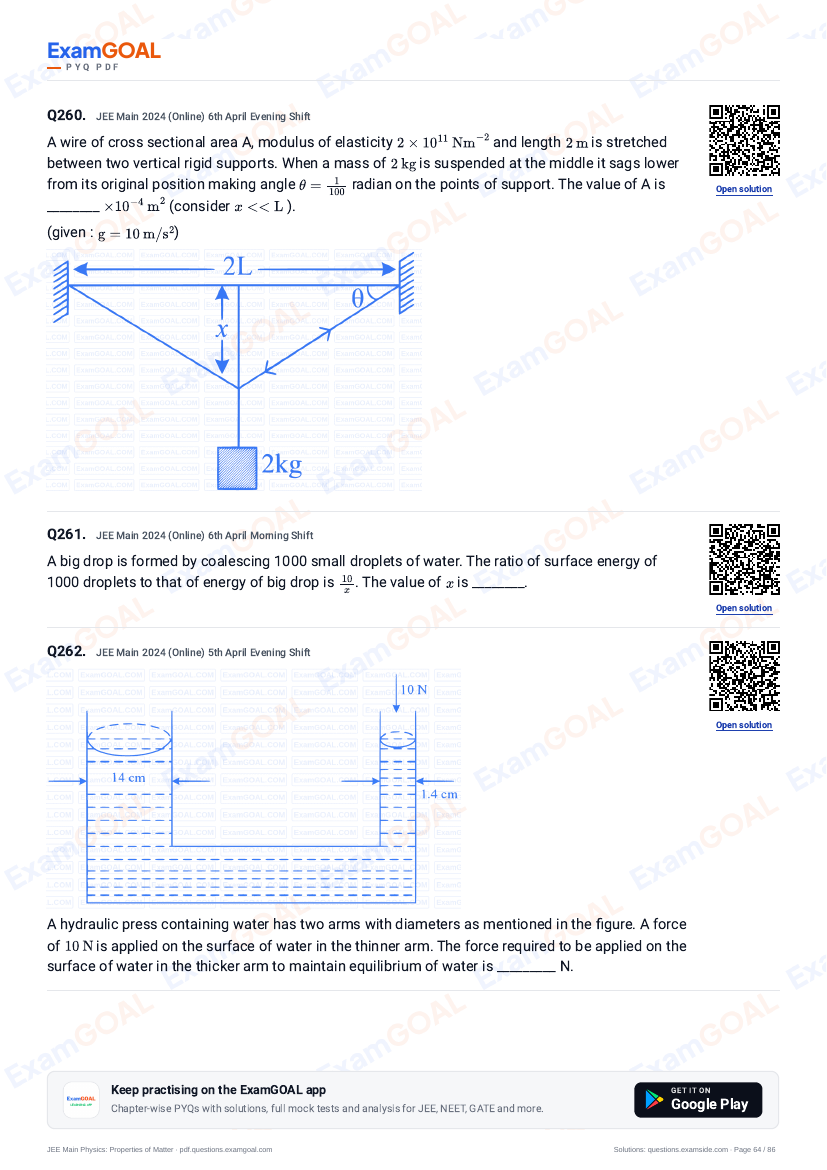 ExamGOAL
PYQ PDF
Q260. JEE Main 2024 (Online) 6th April Evening Shift
A wire of cross sectional area A, modulus of elasticity 2 × 10¹¹ Nm⁻² and length 2 m is stretched
between two vertical rigid supports. When a mass of 2 kg is suspended at the middle it sags lower
from its original position making angle θ = 1/100 radian on the points of support. The value of A is
________ ×10⁻⁴ m² (consider x << L ).
(given : g = 10 m/s²)
Open solution
2L
θ
x
2kg
Q261. JEE Main 2024 (Online) 6th April Morning Shift
A big drop is formed by coalescing 1000 small droplets of water. The ratio of surface energy of
1000 droplets to that of energy of big drop is 10/x. The value of x is ________.
Open solution
Q262. JEE Main 2024 (Online) 5th April Evening Shift
Open solution
10 N
14 cm
1.4 cm
A hydraulic press containing water has two arms with diameters as mentioned in the figure. A force
of 10 N is applied on the surface of water in the thinner arm. The force required to be applied on the
surface of water in the thicker arm to maintain equilibrium of water is _________ N.
ExamGOAL
Keep practising on the ExamGOAL app
Chapter-wise PYQs with solutions, full mock tests and analysis for JEE, NEET, GATE and more.
GET IT ON
Google Play
JEE Main Physics: Properties of Matter · pdf.questions.examgoal.com
Solutions: questions.examside.com · Page 64 / 86